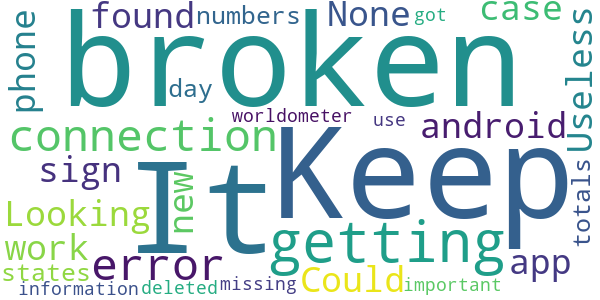 found
numbers
None
got
case
phone
broken
Useless
day
worldometer
use
android
connection
It
Keep
sign
new
totals
Looking
getting
work
error
app
states
Could
information
deleted
missing
important